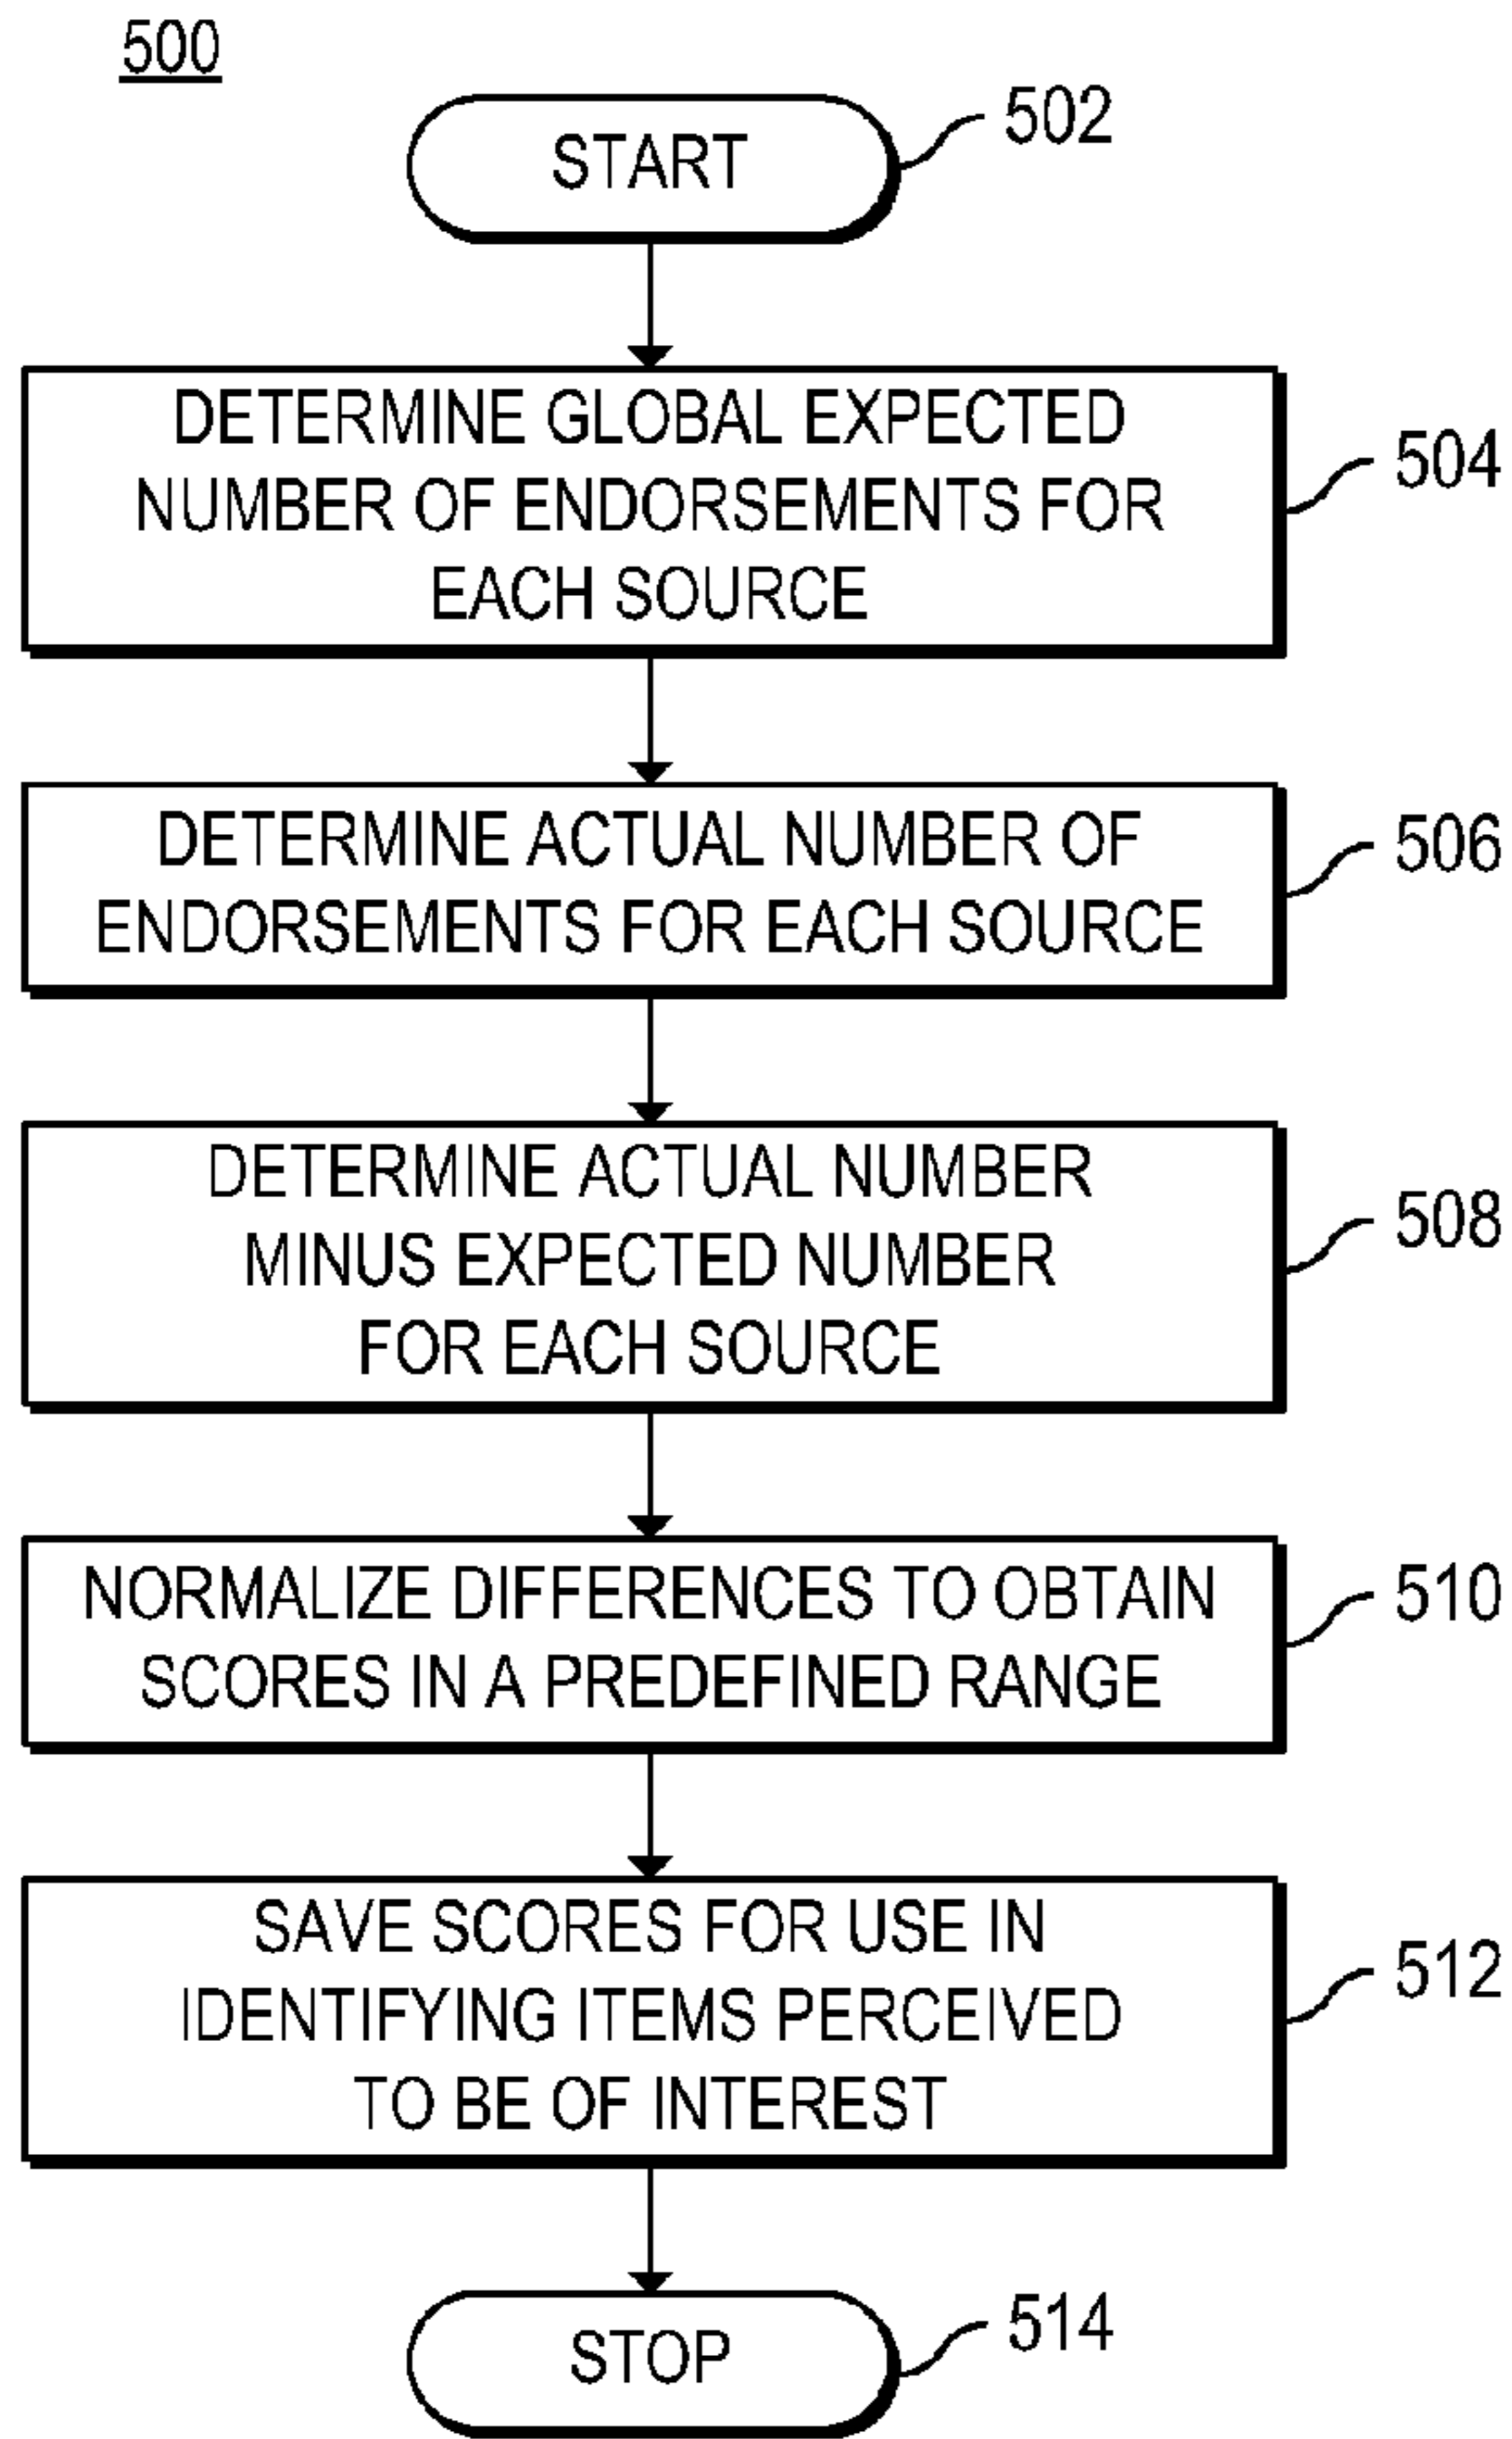 500
START
502
DETERMINE GLOBAL EXPECTED
NUMBER OF ENDORSEMENTS FOR
EACH SOURCE
504
DETERMINE ACTUAL NUMBER OF
ENDORSEMENTS FOR EACH SOURCE
506
DETERMINE ACTUAL NUMBER
MINUS EXPECTED NUMBER
FOR EACH SOURCE
508
NORMALIZE DIFFERENCES TO OBTAIN
SCORES IN A PREDEFINED RANGE
510
SAVE SCORES FOR USE IN
IDENTIFYING ITEMS PERCEIVED
TO BE OF INTEREST
512
STOP
514